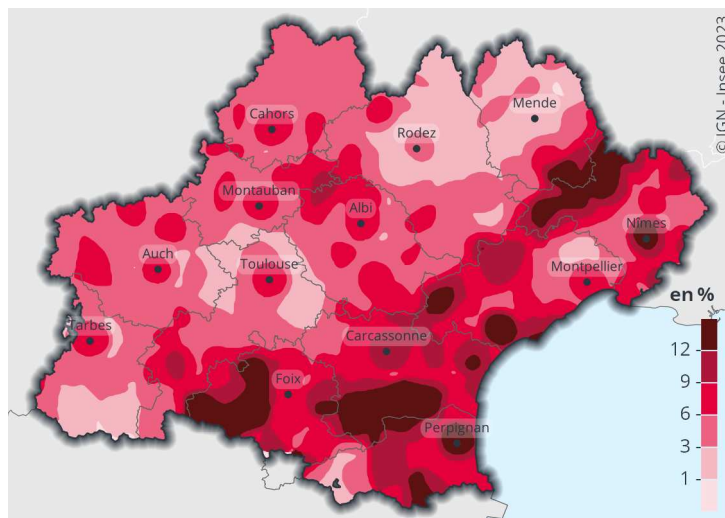 © IGN - Insee 2023
Mende
Cahors
Rodez
Montauban
Albi
Nîmes
Auch
Toulouse
Montpellier
en %
Tarbes
Carcassonne
12
Foix
9
6
Perpignan
3
1